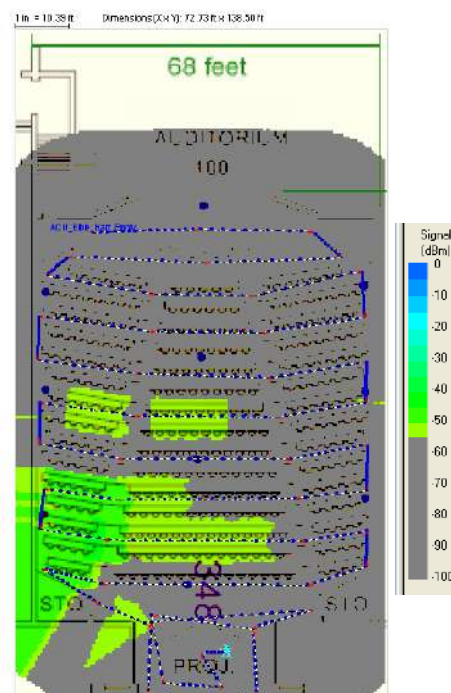 1 in = 10.39 ft Dimensions (X x Y): 72.73 ft x 138.50 ft
68 feet
AUDITORIUM
100
Signal
(dBm)
0
-10
-20
-30
-40
-50
-60
-70
-80
-90
-100
348
STO
STO
PROJ.